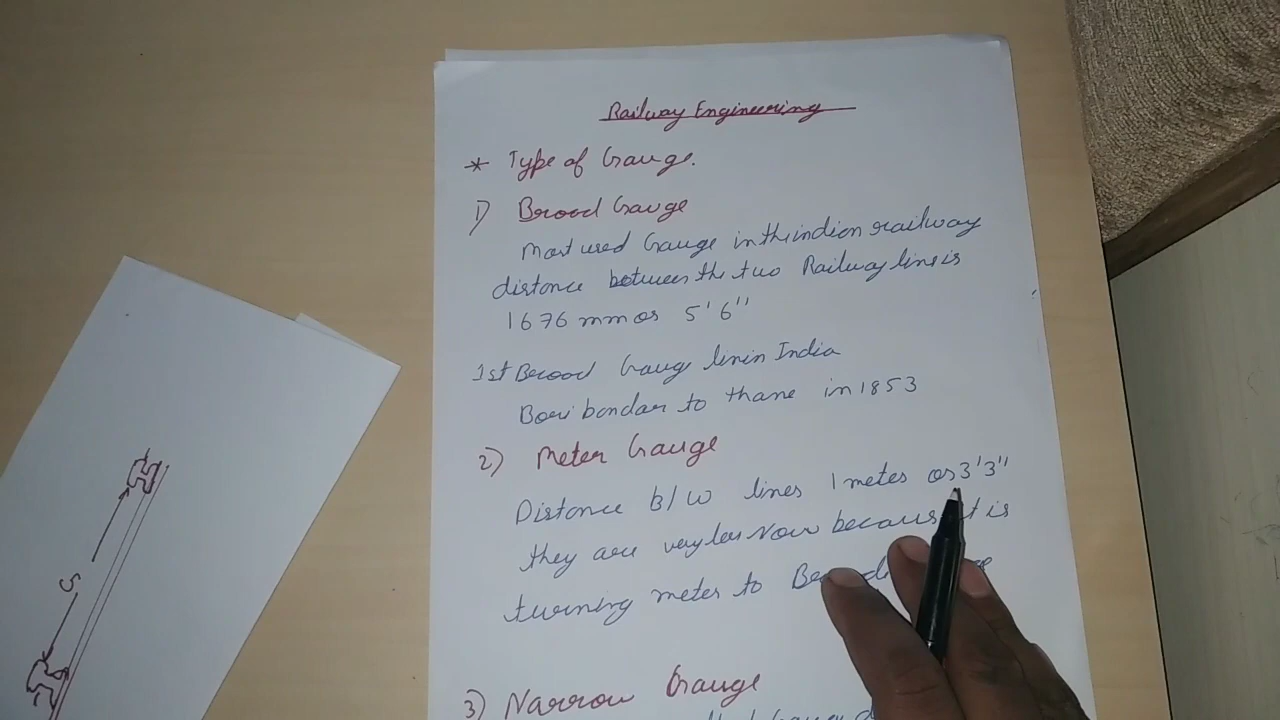 Railway Engineering
* Type of Gauge.
1) Broad Gauge
Most used Gauge in the indian railway
distance between the two Railway line is
1676 mm or 5'6"
1st Broad Gauge line in India
Bori bondar to thane in 1853
2) Meter Gauge
Distance B/W lines 1 meter or 3'3"
they are very less Now because it is
turning meter to
3) Narrow Gauge
S